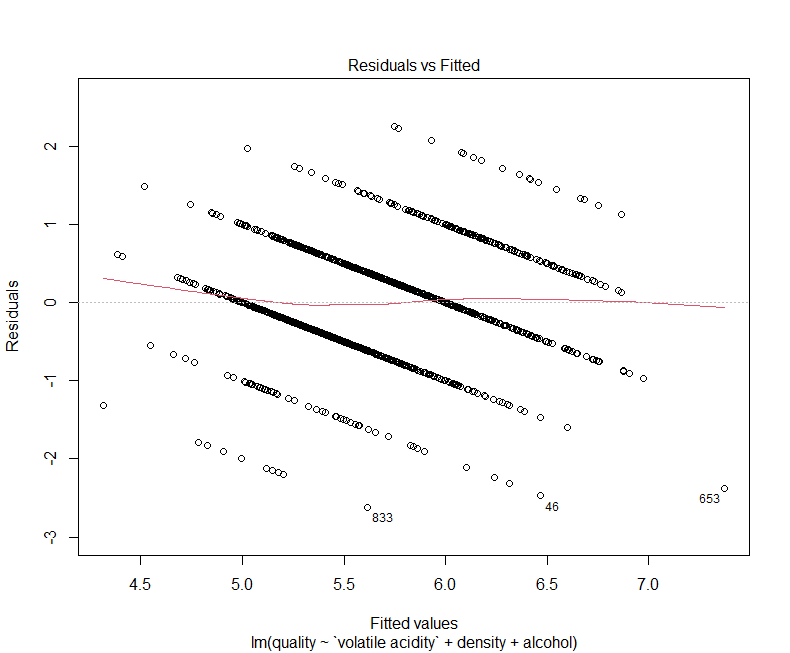 Residuals vs Fitted
Residuals
2
1
0
-1
-2
-3
833
46
653
4.5 5.0 5.5 6.0 6.5 7.0
Fitted values
lm(quality ~ `volatile acidity` + density + alcohol)